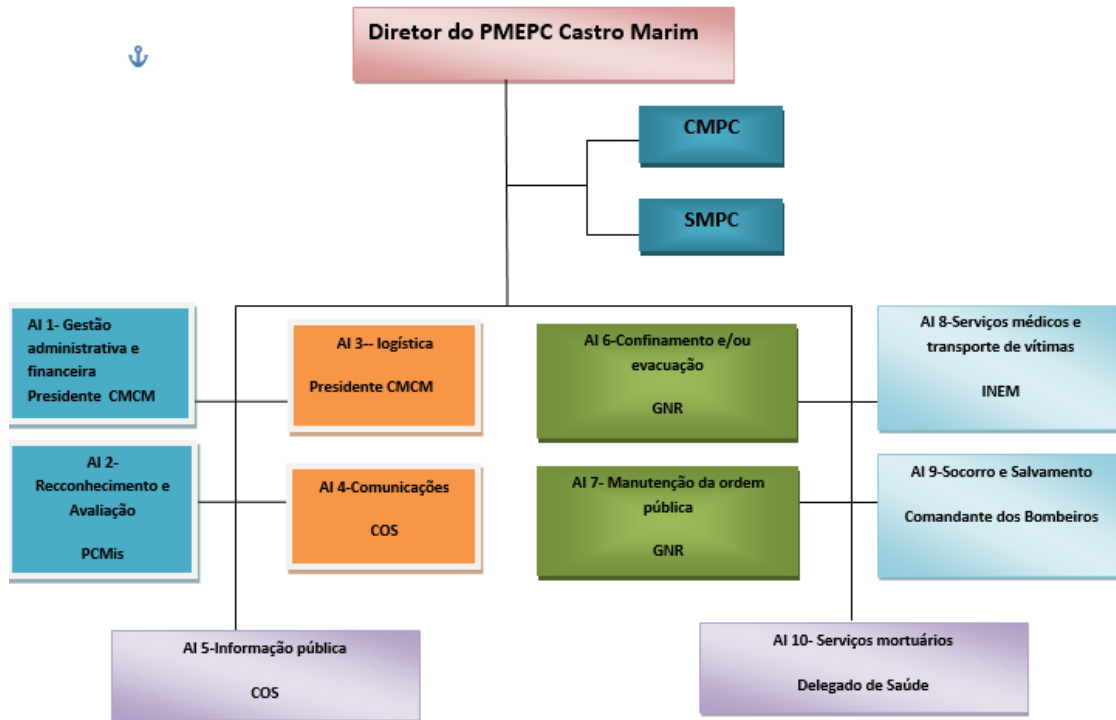 Diretor do PMEPC Castro Marim
CMPC
SMPC
AI 1- Gestão
administrativa e
financeira
Presidente CMCM
AI 3-- logística
Presidente CMCM
AI 6-Confinamento e/ou
evacuação
GNR
AI 8-Serviços médicos e
transporte de vítimas
INEM
AI 2-
Recconhecimento e
Avaliação
PCMis
AI 4-Comunicações
COS
AI 7- Manutenção da ordem
pública
GNR
AI 9-Socorro e Salvamento
Comandante dos Bombeiros
AI 5-Informação pública
COS
AI 10- Serviços mortuários
Delegado de Saúde